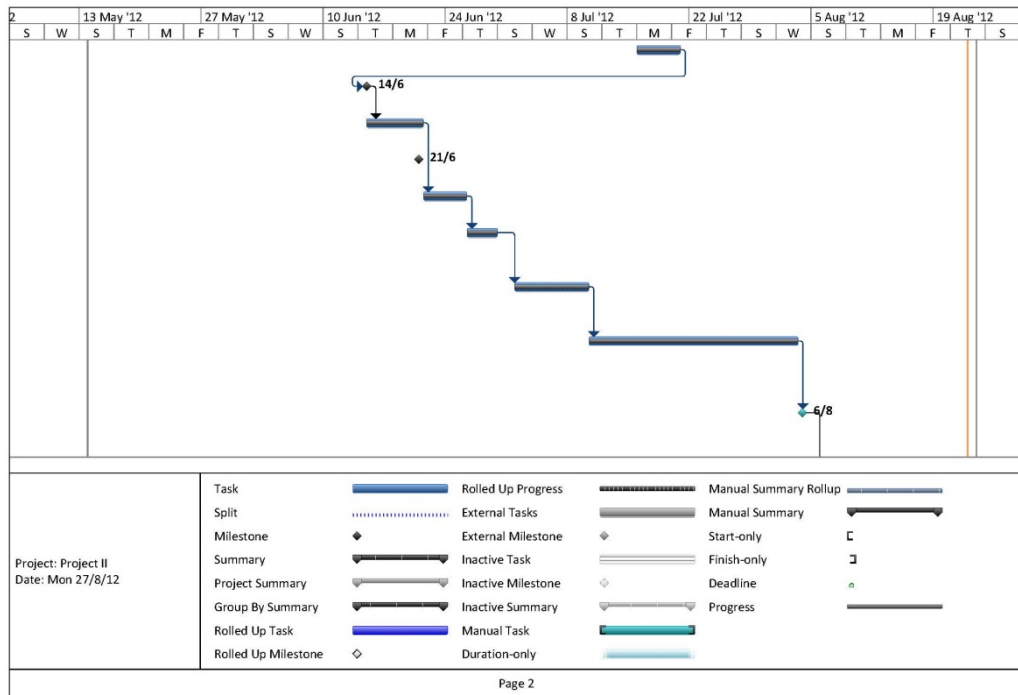 2 13 May '12 27 May '12 10 Jun '12 24 Jun '12 8 Jul '12 22 Jul '12 5 Aug '12 19 Aug '12
S W S T M F T S W S T M F T S W S T M F T S W S T M F T S
14/6
21/6
6/8
Project: Project II
Date: Mon 27/8/12
Task Rolled Up Progress Manual Summary Rollup
Split External Tasks Manual Summary
Milestone External Milestone Start-only
Summary Inactive Task Finish-only
Project Summary Inactive Milestone Deadline
Group By Summary Inactive Summary Progress
Rolled Up Task Manual Task
Rolled Up Milestone Duration-only
Page 2